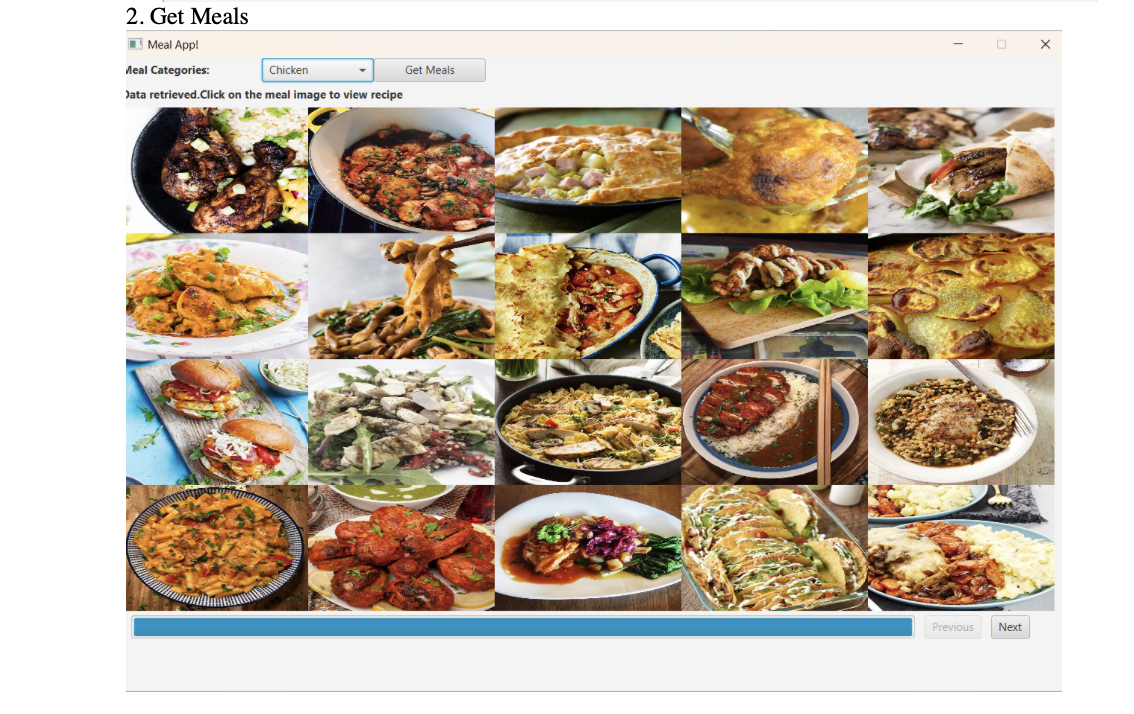 2. Get Meals
Meal App!
Meal Categories: Chicken Get Meals
Data retrieved.Click on the meal image to view recipe
Previous Next